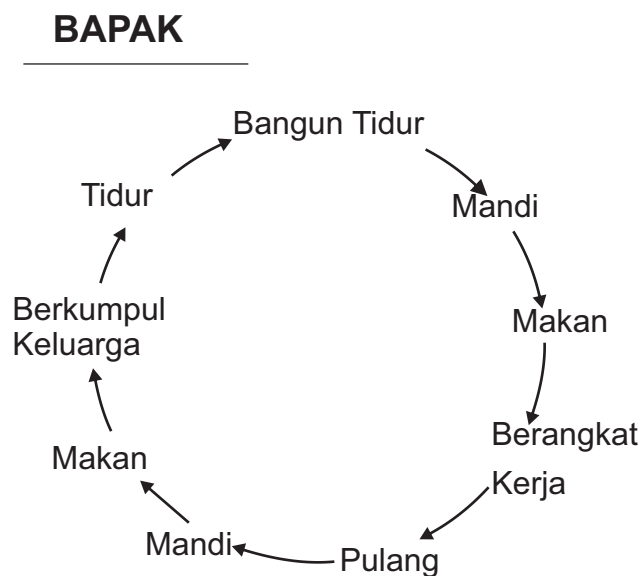 BAPAK
Bangun Tidur
Mandi
Makan
Berangkat
Kerja
Pulang
Mandi
Makan
Berkumpul
Keluarga
Tidur